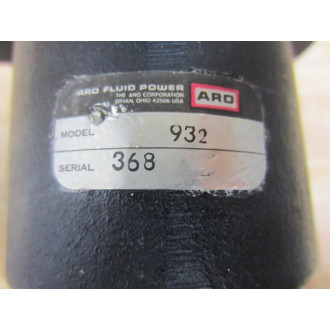 ARO FLUID POWER
THE ARO CORPORATION
BRYAN, OHIO 43506 USA
ARO
MODEL 932
SERIAL 368